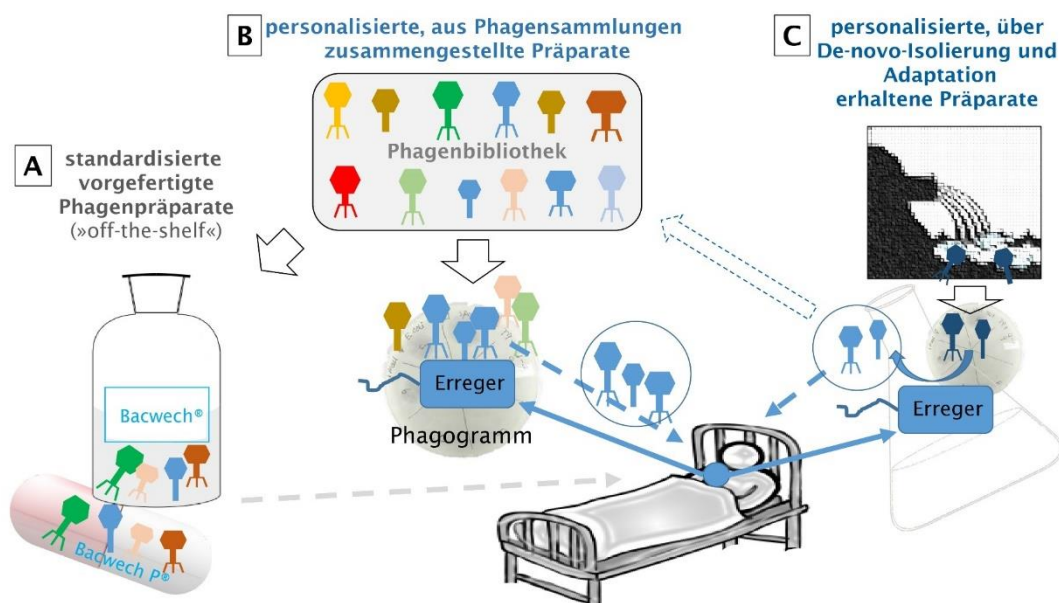 A
standardisierte
vorgefertigte
Phagenpräparate
(»off-the-shelf«)
Bacwech®
Bacwech P®
B
personalisierte, aus Phagensammlungen
zusammengestellte Präparate
Phagenbibliothek
Erreger
Phagogramm
C
personalisierte, über
De-novo-Isolierung und
Adaptation
erhaltene Präparate
Erreger